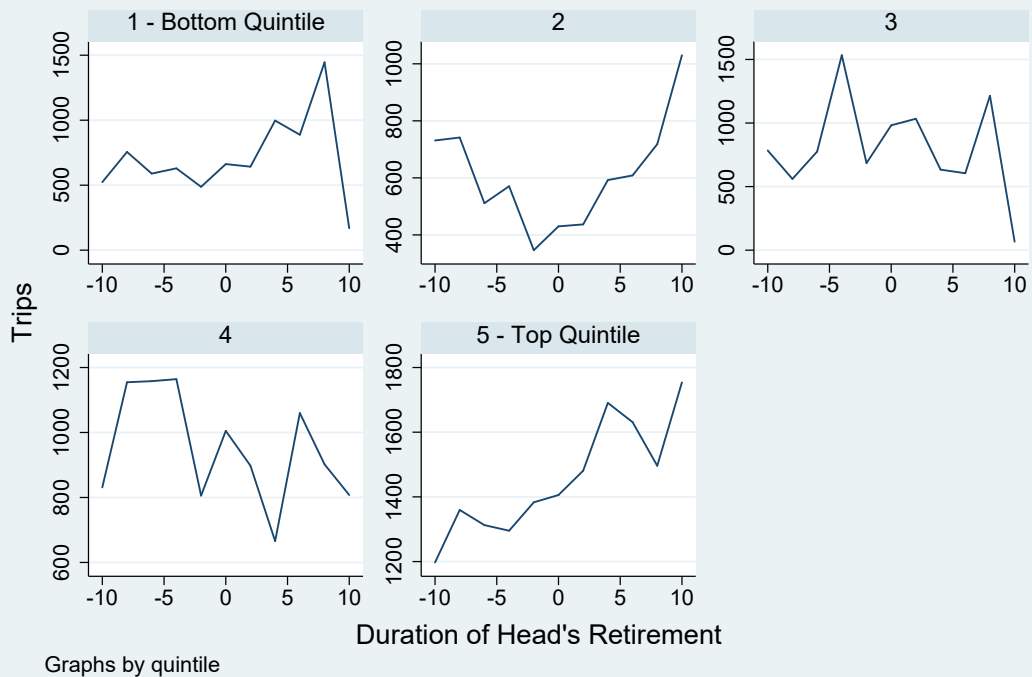 1 - Bottom Quintile
2
3
1500
1000
500
0
1000
800
600
400
1500
1000
500
0
-10 -5 0 5 10
-10 -5 0 5 10
-10 -5 0 5 10
Trips
4
5 - Top Quintile
1200
1000
800
600
1800
1600
1400
1200
-10 -5 0 5 10
-10 -5 0 5 10
Duration of Head's Retirement
Graphs by quintile